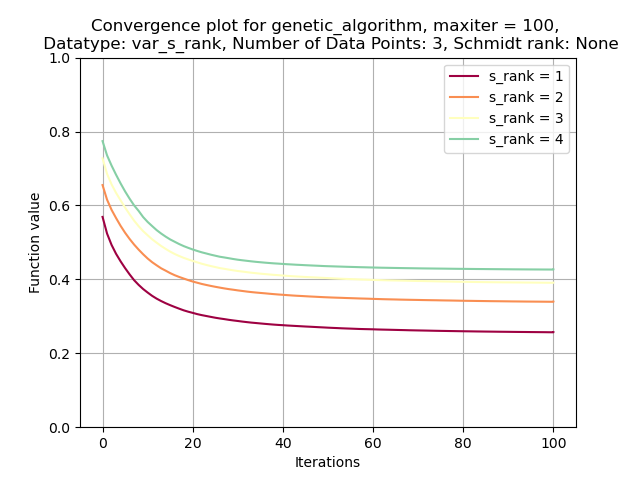 Convergence plot for genetic_algorithm, maxiter = 100,
Datatype: var_s_rank, Number of Data Points: 3, Schmidt rank: None
1.0
0.8
0.6
0.4
0.2
0.0
Function value
s_rank = 1
s_rank = 2
s_rank = 3
s_rank = 4
0 20 40 60 80 100
Iterations